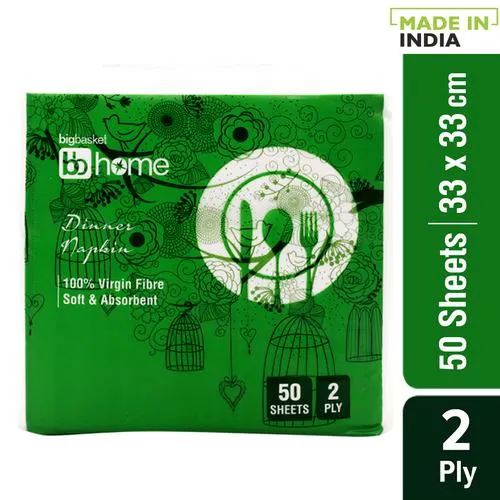 MADE IN
INDIA
bigbasket
bb home
Dinner
Napkin
100% Virgin Fibre
Soft & Absorbent
50
SHEETS
2
PLY
50 Sheets | 33 x 33 cm
2
Ply